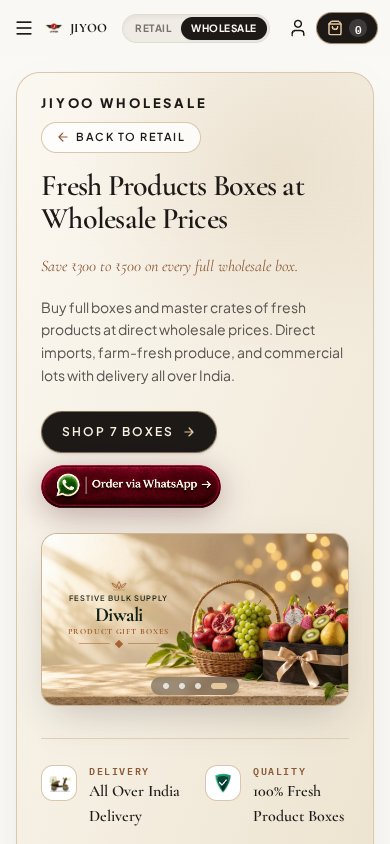 JIYOO
RETAIL
WHOLESALE
0
JIYOO WHOLESALE
← BACK TO RETAIL
Fresh Products Boxes at
Wholesale Prices
Save ₹300 to ₹500 on every full wholesale box.
Buy full boxes and master crates of fresh
products at direct wholesale prices. Direct
imports, farm-fresh produce, and commercial
lots with delivery all over India.
SHOP 7 BOXES →
Order via WhatsApp →
FESTIVE BULK SUPPLY
Diwali
PRODUCT GIFT BOXES
DELIVERY
All Over India
Delivery
QUALITY
100% Fresh
Product Boxes